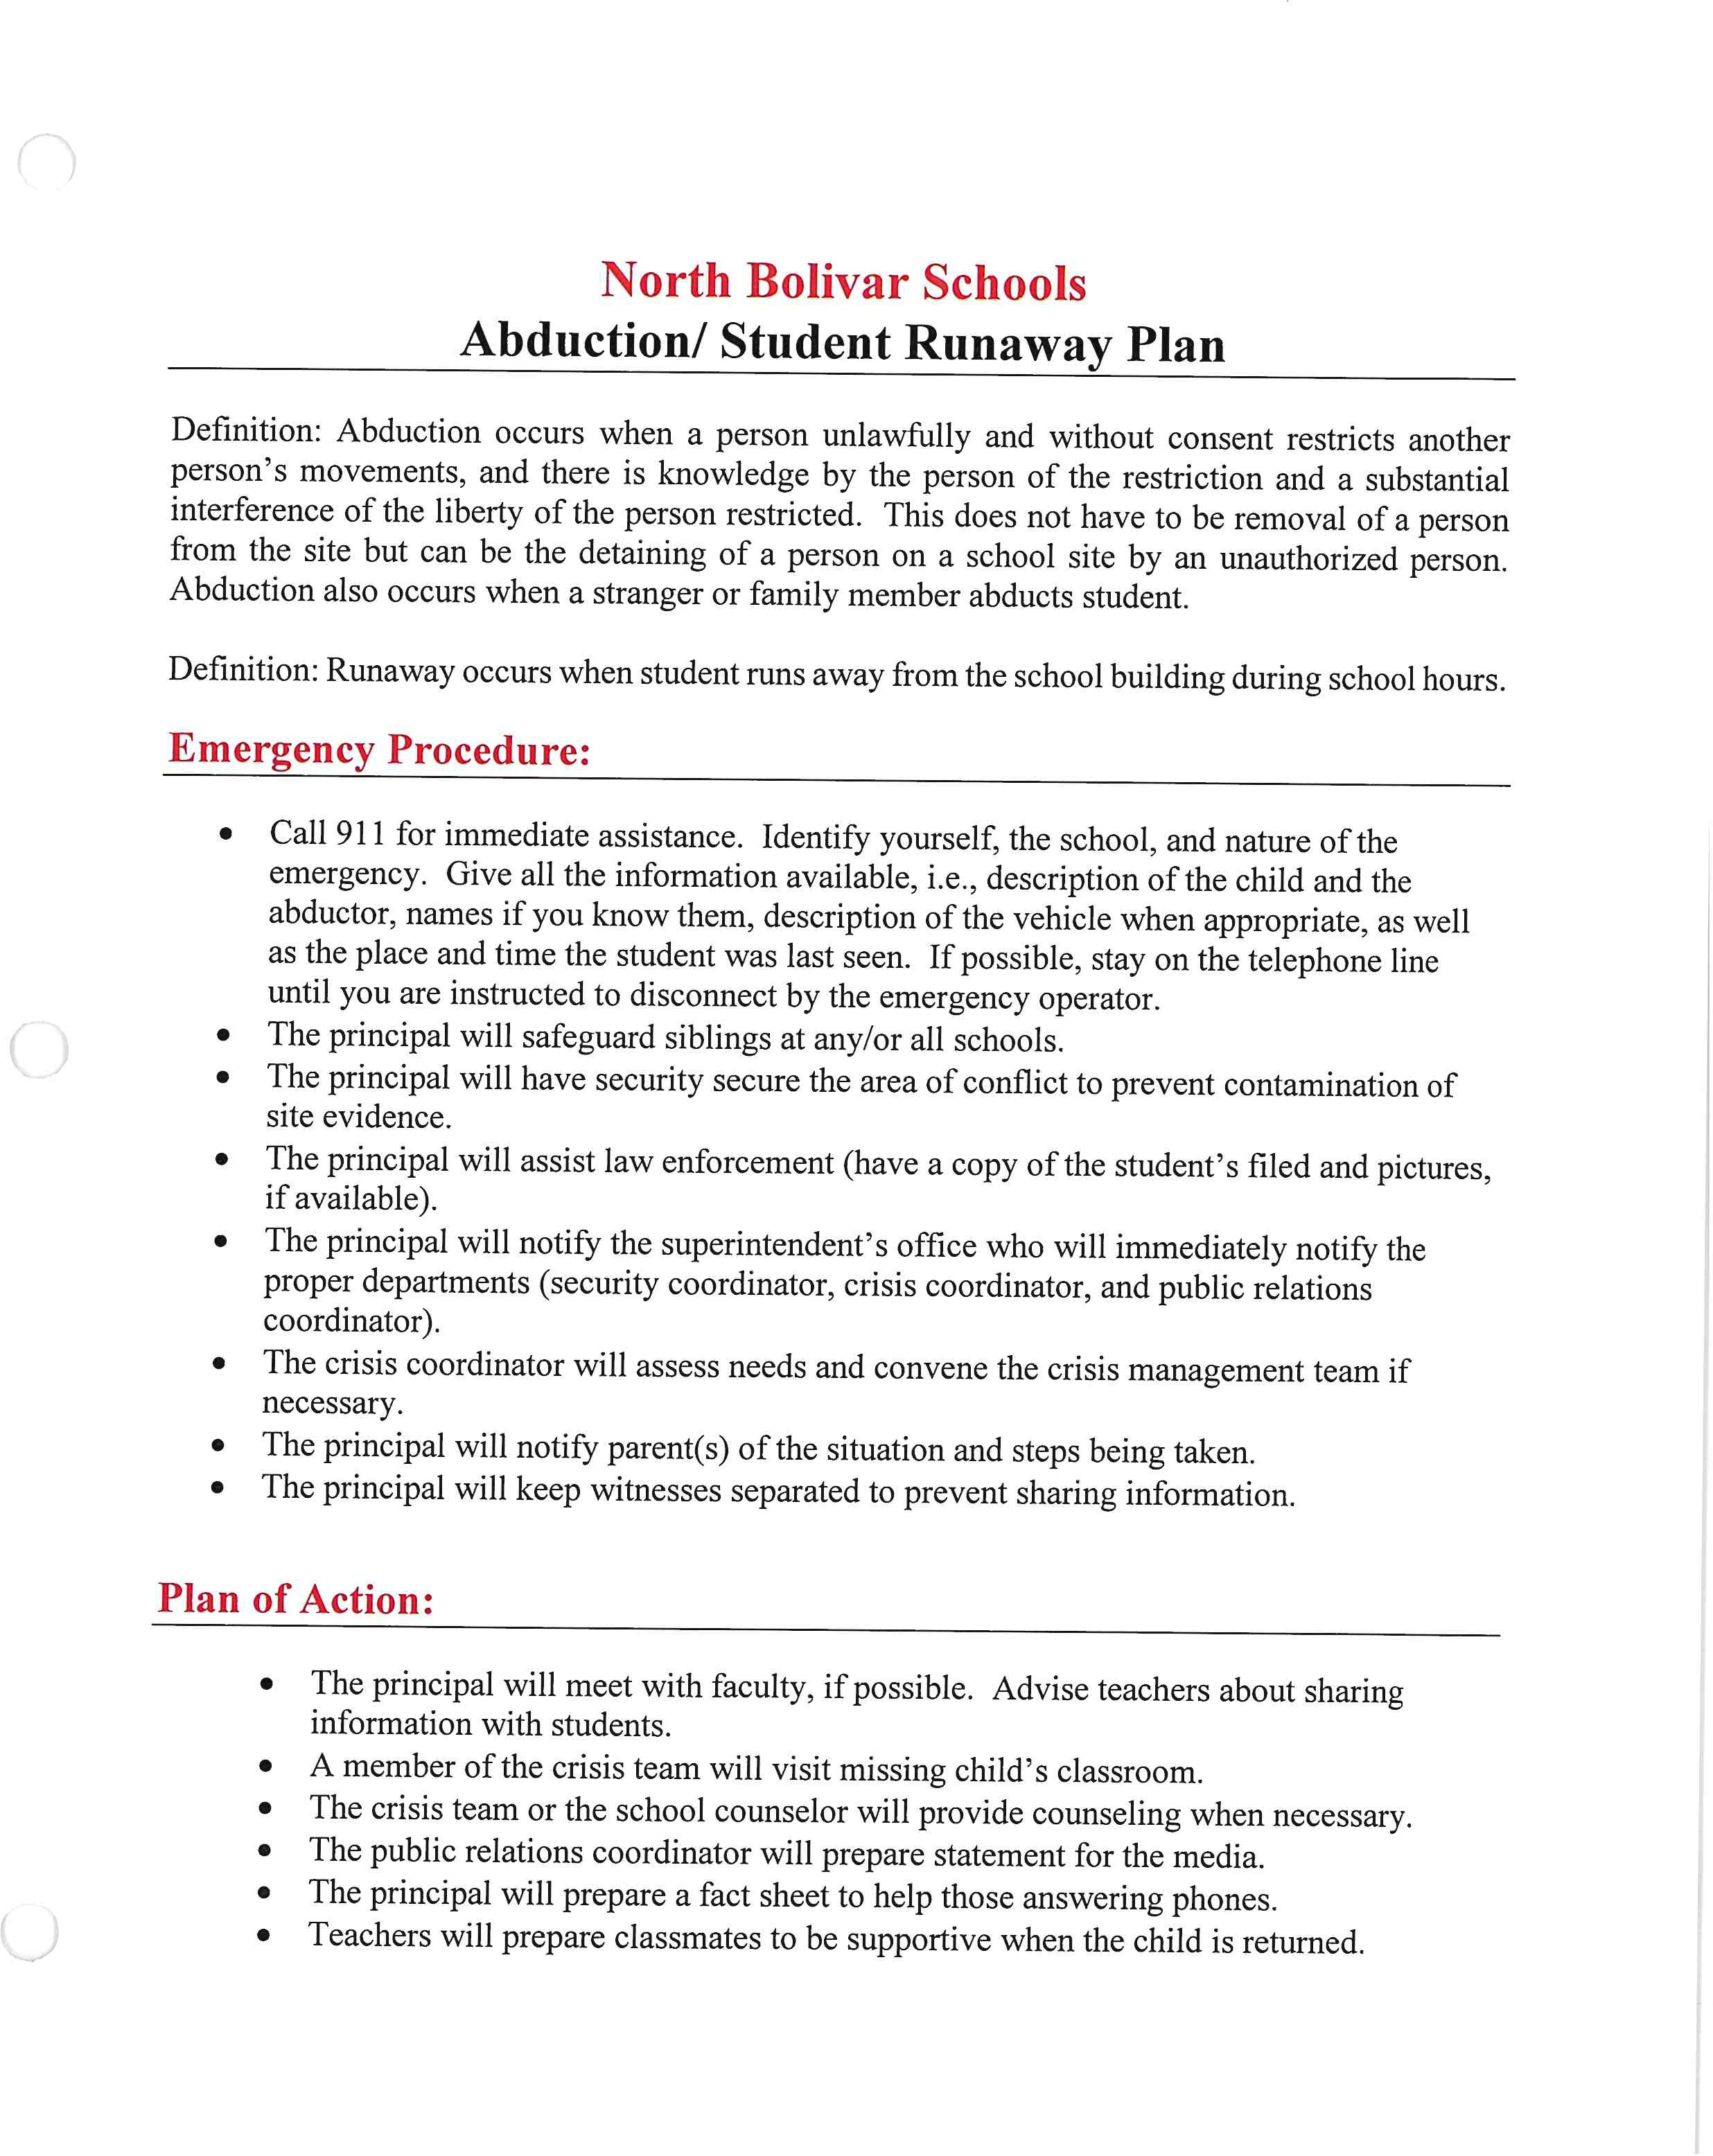 North Bolivar Schools
Abduction/ Student Runaway Plan
Definition: Abduction occurs when a person unlawfully and without consent restricts another
person's movements, and there is knowledge by the person of the restriction and a substantial
interference of the liberty of the person restricted. This does not have to be removal of a person
from the site but can be the detaining of a person on a school site by an unauthorized person.
Abduction also occurs when a stranger or family member abducts student.
Definition: Runaway occurs when student runs away from the school building during school hours.
Emergency Procedure:
• Call 911 for immediate assistance. Identify yourself, the school, and nature of the
emergency. Give all the information available, i.e., description of the child and the
abductor, names if you know them, description of the vehicle when appropriate, as well
as the place and time the student was last seen. If possible, stay on the telephone line
until you are instructed to disconnect by the emergency operator.
• The principal will safeguard siblings at any/or all schools.
• The principal will have security secure the area of conflict to prevent contamination of
site evidence.
• The principal will assist law enforcement (have a copy of the student's filed and pictures,
if available).
• The principal will notify the superintendent's office who will immediately notify the
proper departments (security coordinator, crisis coordinator, and public relations
coordinator).
• The crisis coordinator will assess needs and convene the crisis management team if
necessary.
• The principal will notify parent(s) of the situation and steps being taken.
• The principal will keep witnesses separated to prevent sharing information.
Plan of Action:
• The principal will meet with faculty, if possible. Advise teachers about sharing
information with students.
• A member of the crisis team will visit missing child's classroom.
• The crisis team or the school counselor will provide counseling when necessary.
• The public relations coordinator will prepare statement for the media.
• The principal will prepare a fact sheet to help those answering phones.
• Teachers will prepare classmates to be supportive when the child is returned.